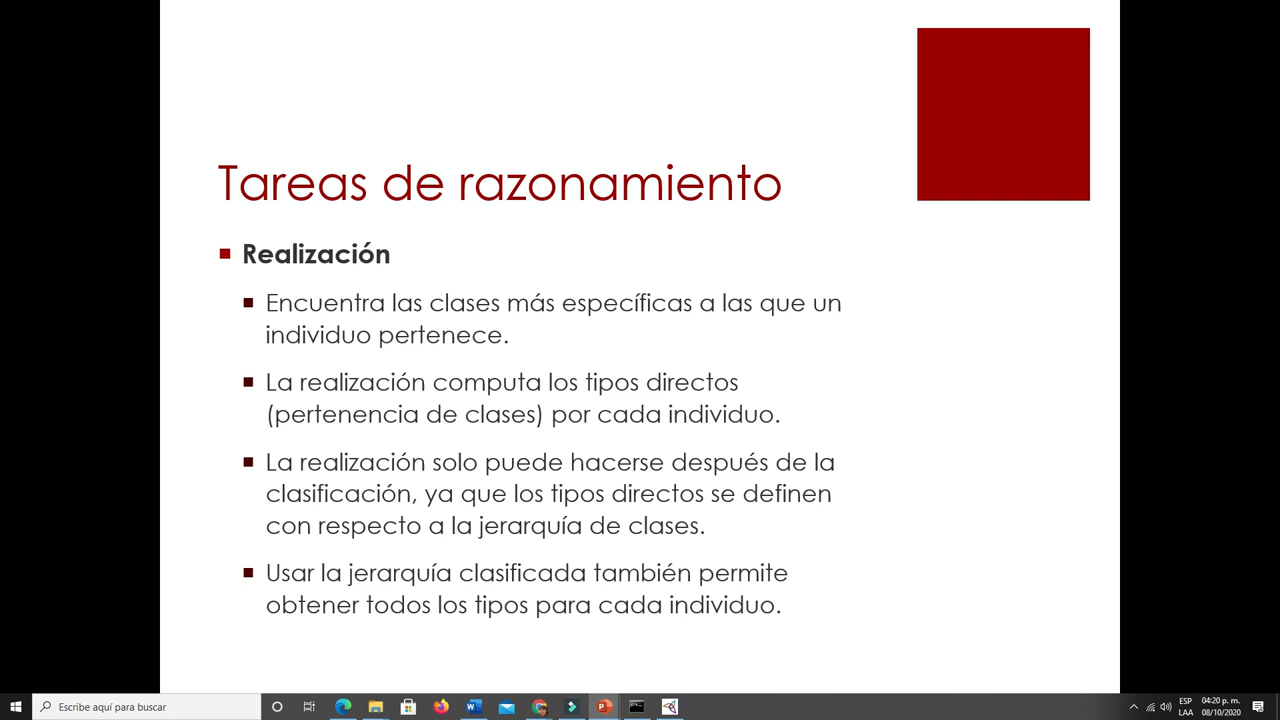 Tareas de razonamiento
Realización
Encuentra las clases más específicas a las que un
individuo pertenece.
La realización computa los tipos directos
(pertenencia de clases) por cada individuo.
La realización solo puede hacerse después de la
clasificación, ya que los tipos directos se definen
con respecto a la jerarquía de clases.
Usar la jerarquía clasificada también permite
obtener todos los tipos para cada individuo.
Escribe aquí para buscar
ESP
LAA
04:20 p. m.
08/10/2020